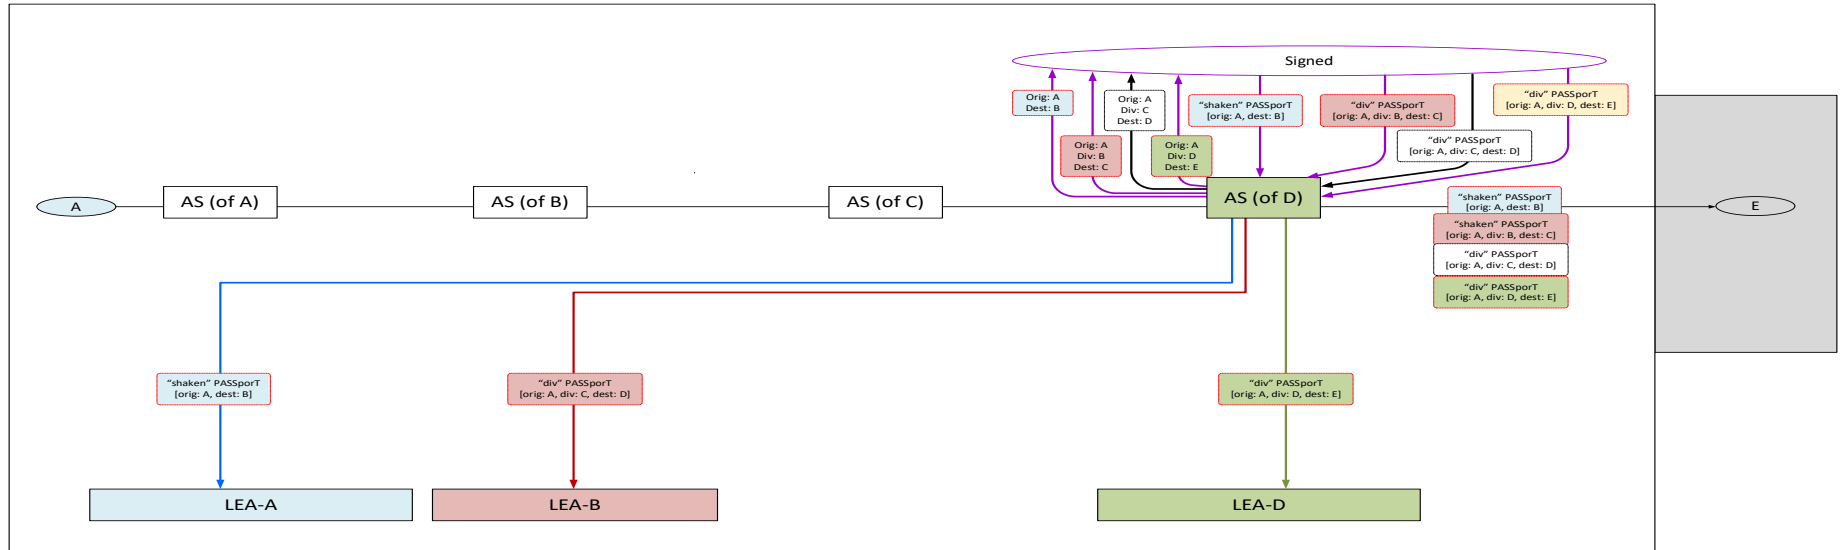 Signed
Orig: A
Dest: B
Orig: A
Div: C
Dest: D
“shaken” PASSporT
[orig: A, dest: B]
“div” PASSporT
[orig: A, div: B, dest: C]
“div” PASSporT
[orig: A, div: D, dest: E]
Orig: A
Div: B
Dest: C
Orig: A
Div: D
Dest: E
“div” PASSporT
[orig: A, div: C, dest: D]
A
AS (of A)
AS (of B)
AS (of C)
AS (of D)
“shaken” PASSporT
[orig: A, dest: B]
E
“shaken” PASSporT
[orig: A, div: B, dest: C]
“div” PASSporT
[orig: A, div: C, dest: D]
“div” PASSporT
[orig: A, div: D, dest: E]
“shaken” PASSporT
[orig: A, dest: B]
“div” PASSporT
[orig: A, div: C, dest: D]
“div” PASSporT
[orig: A, div: D, dest: E]
LEA-A
LEA-B
LEA-D